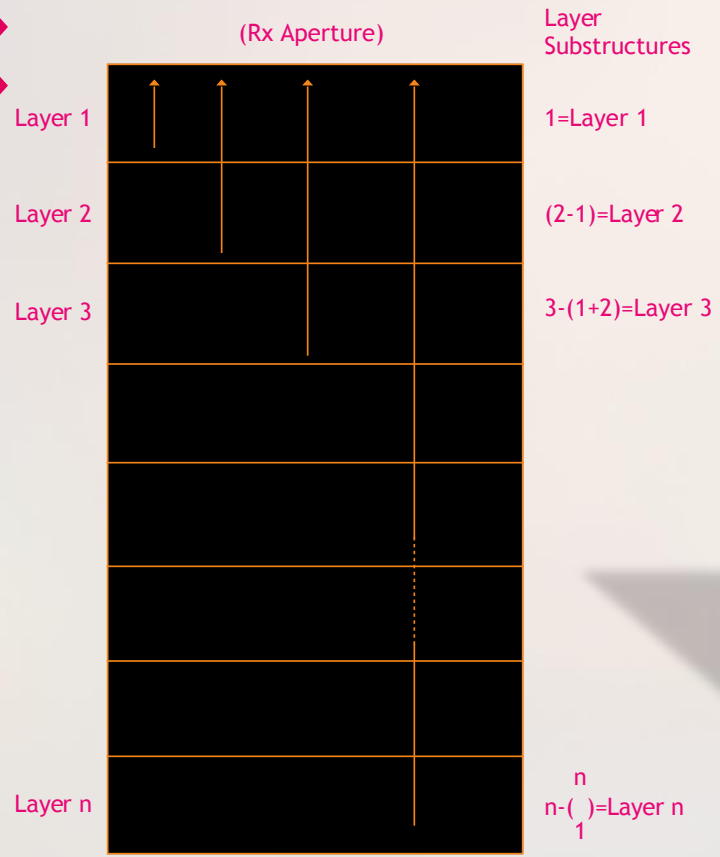 (Rx Aperture)
Layer
Substructures
Layer 1
1=Layer 1
Layer 2
(2-1)=Layer 2
Layer 3
3-(1+2)=Layer 3
Layer n
n
n-( )=Layer n
1